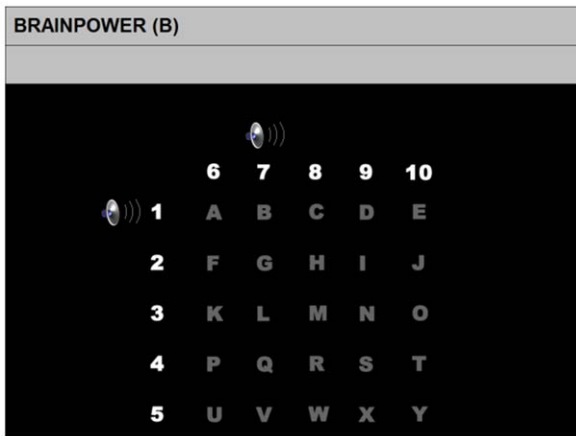 BRAINPOWER (B)
6 7 8 9 10
1 A B C D E
2 F G H I J
3 K L M N O
4 P Q R S T
5 U V W X Y